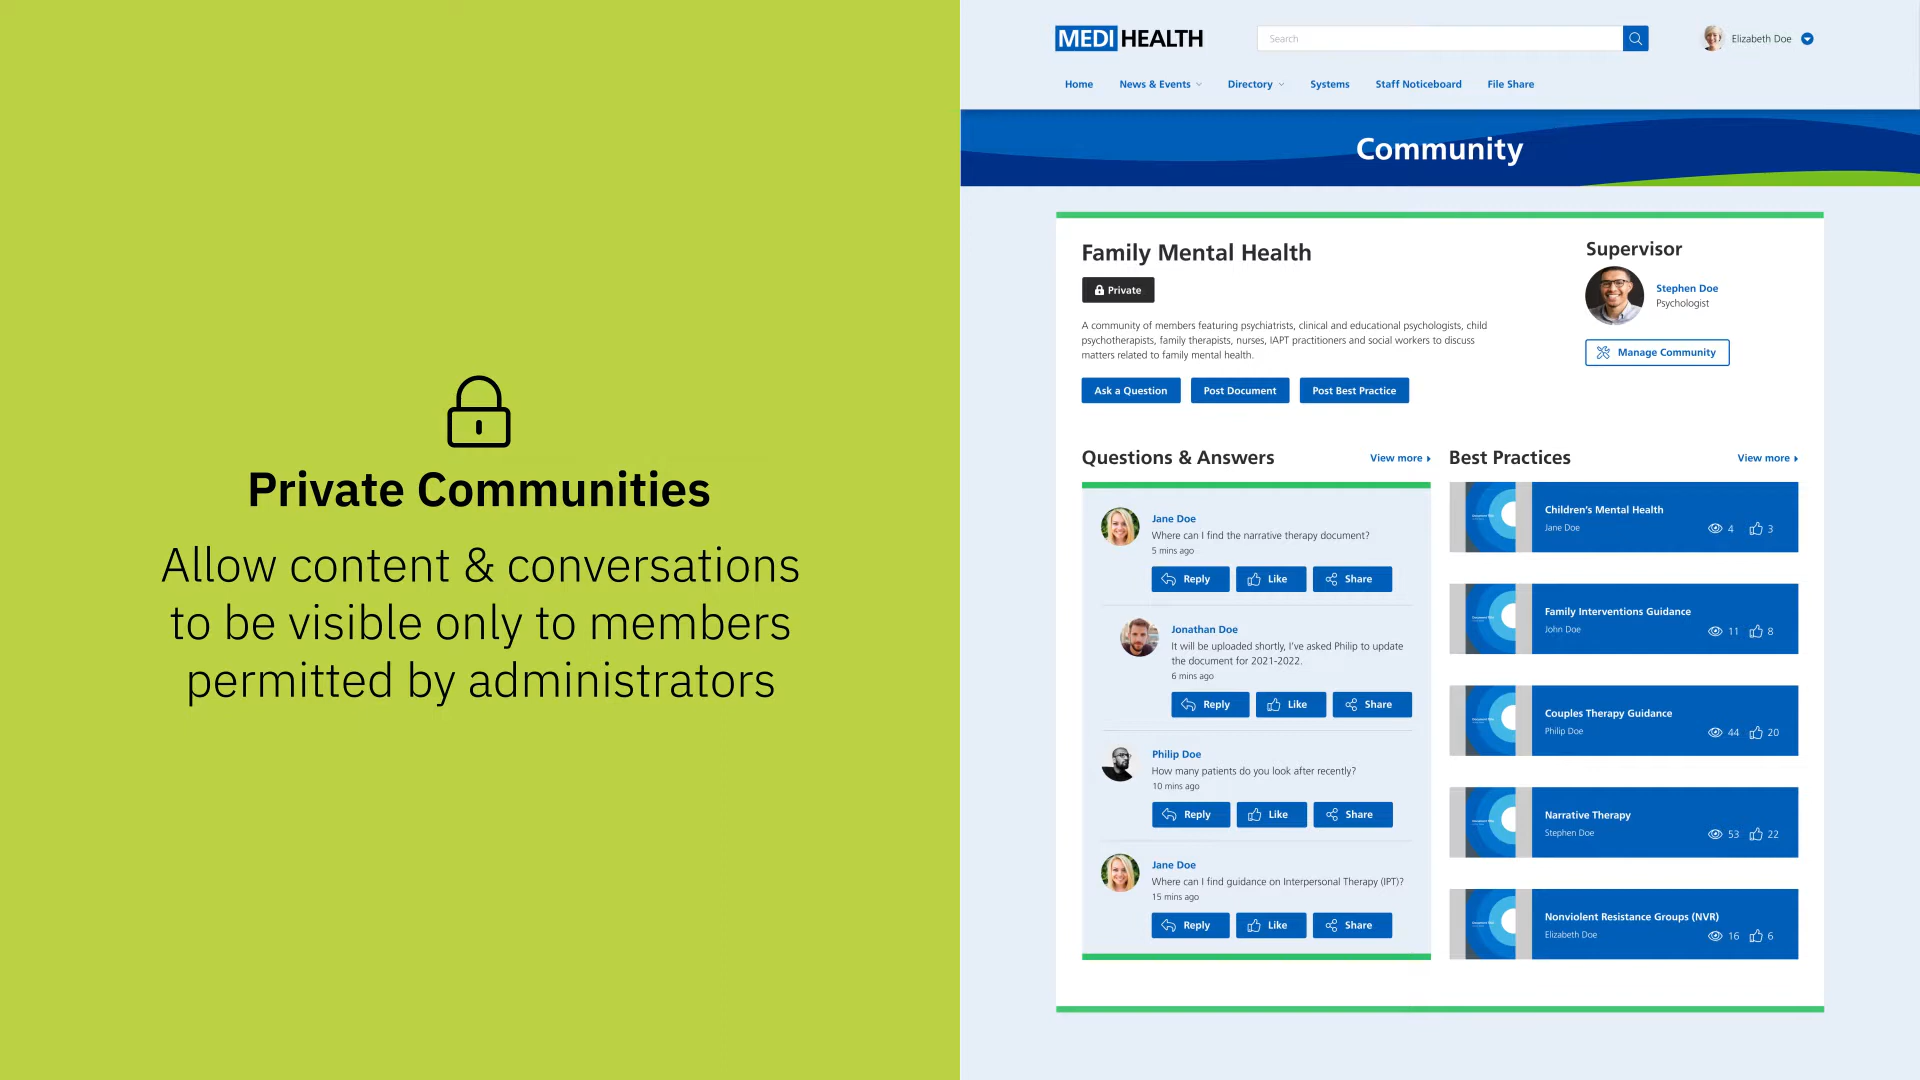 Private Communities
Allow content & conversations
to be visible only to members
permitted by administrators
MEDI HEALTH
Search
Elizabeth Doe
Home
News & Events
Directory
Systems
Staff Noticeboard
File Share
Community
Family Mental Health
Private
A community of members featuring psychiatrists, clinical and educational psychologists, child
psychotherapists, family therapists, nurses, IAPT practitioners and social workers to discuss
matters related to family mental health.
Ask a Question
Post Document
Post Best Practice
Supervisor
Stephen Doe
Psychologist
Manage Community
Questions & Answers
View more
Jane Doe
Where can I find the narrative therapy document?
5 mins ago
Reply
Like
Share
Jonathan Doe
It will be uploaded shortly, I've asked Philip to update
the document for 2021-2022.
6 mins ago
Reply
Like
Share
Philip Doe
How many patients do you look after recently?
10 mins ago
Reply
Like
Share
Jane Doe
Where can I find guidance on Interpersonal Therapy (IPT)?
15 mins ago
Reply
Like
Share
Best Practices
View more
Children's Mental Health
Jane Doe
4
3
Family Interventions Guidance
John Doe
11
8
Couples Therapy Guidance
Philip Doe
44
20
Narrative Therapy
Stephen Doe
53
22
Nonviolent Resistance Groups (NVR)
Elizabeth Doe
16
6